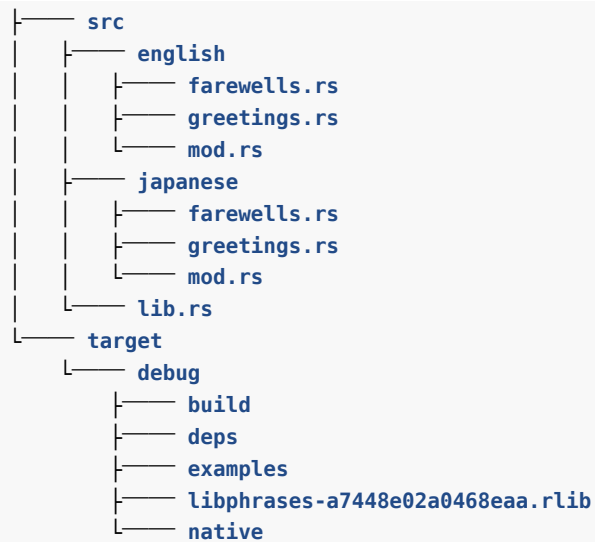 src
english
farewells.rs
greetings.rs
mod.rs
japanese
farewells.rs
greetings.rs
mod.rs
lib.rs
target
debug
build
deps
examples
libphrases-a7448e02a0468eaa.rlib
native